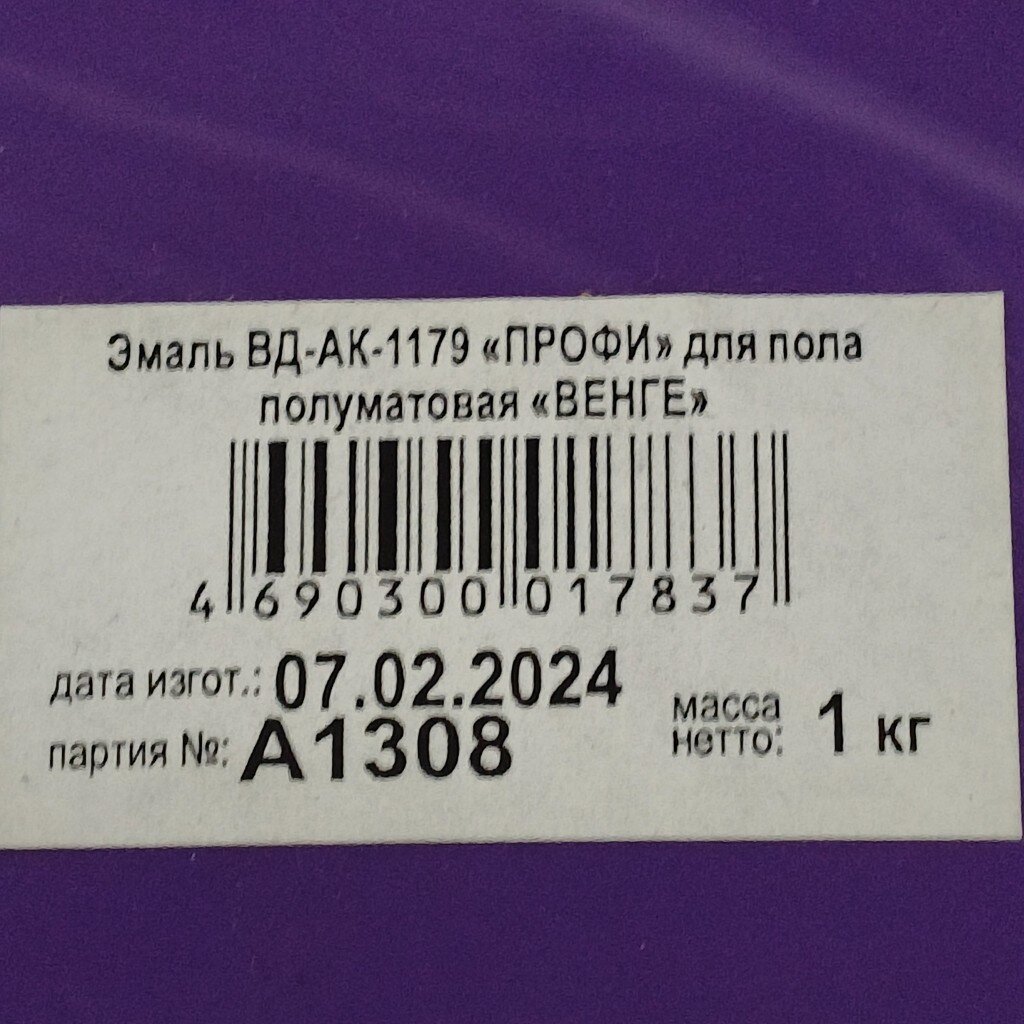 Эмаль ВД-АК-1179 «ПРОФИ» для пола
полуматовая «ВЕНГЕ»
4 690300 017837
дата изгот.: 07.02.2024
партия №: А1308
масса
нетто: 1 кг